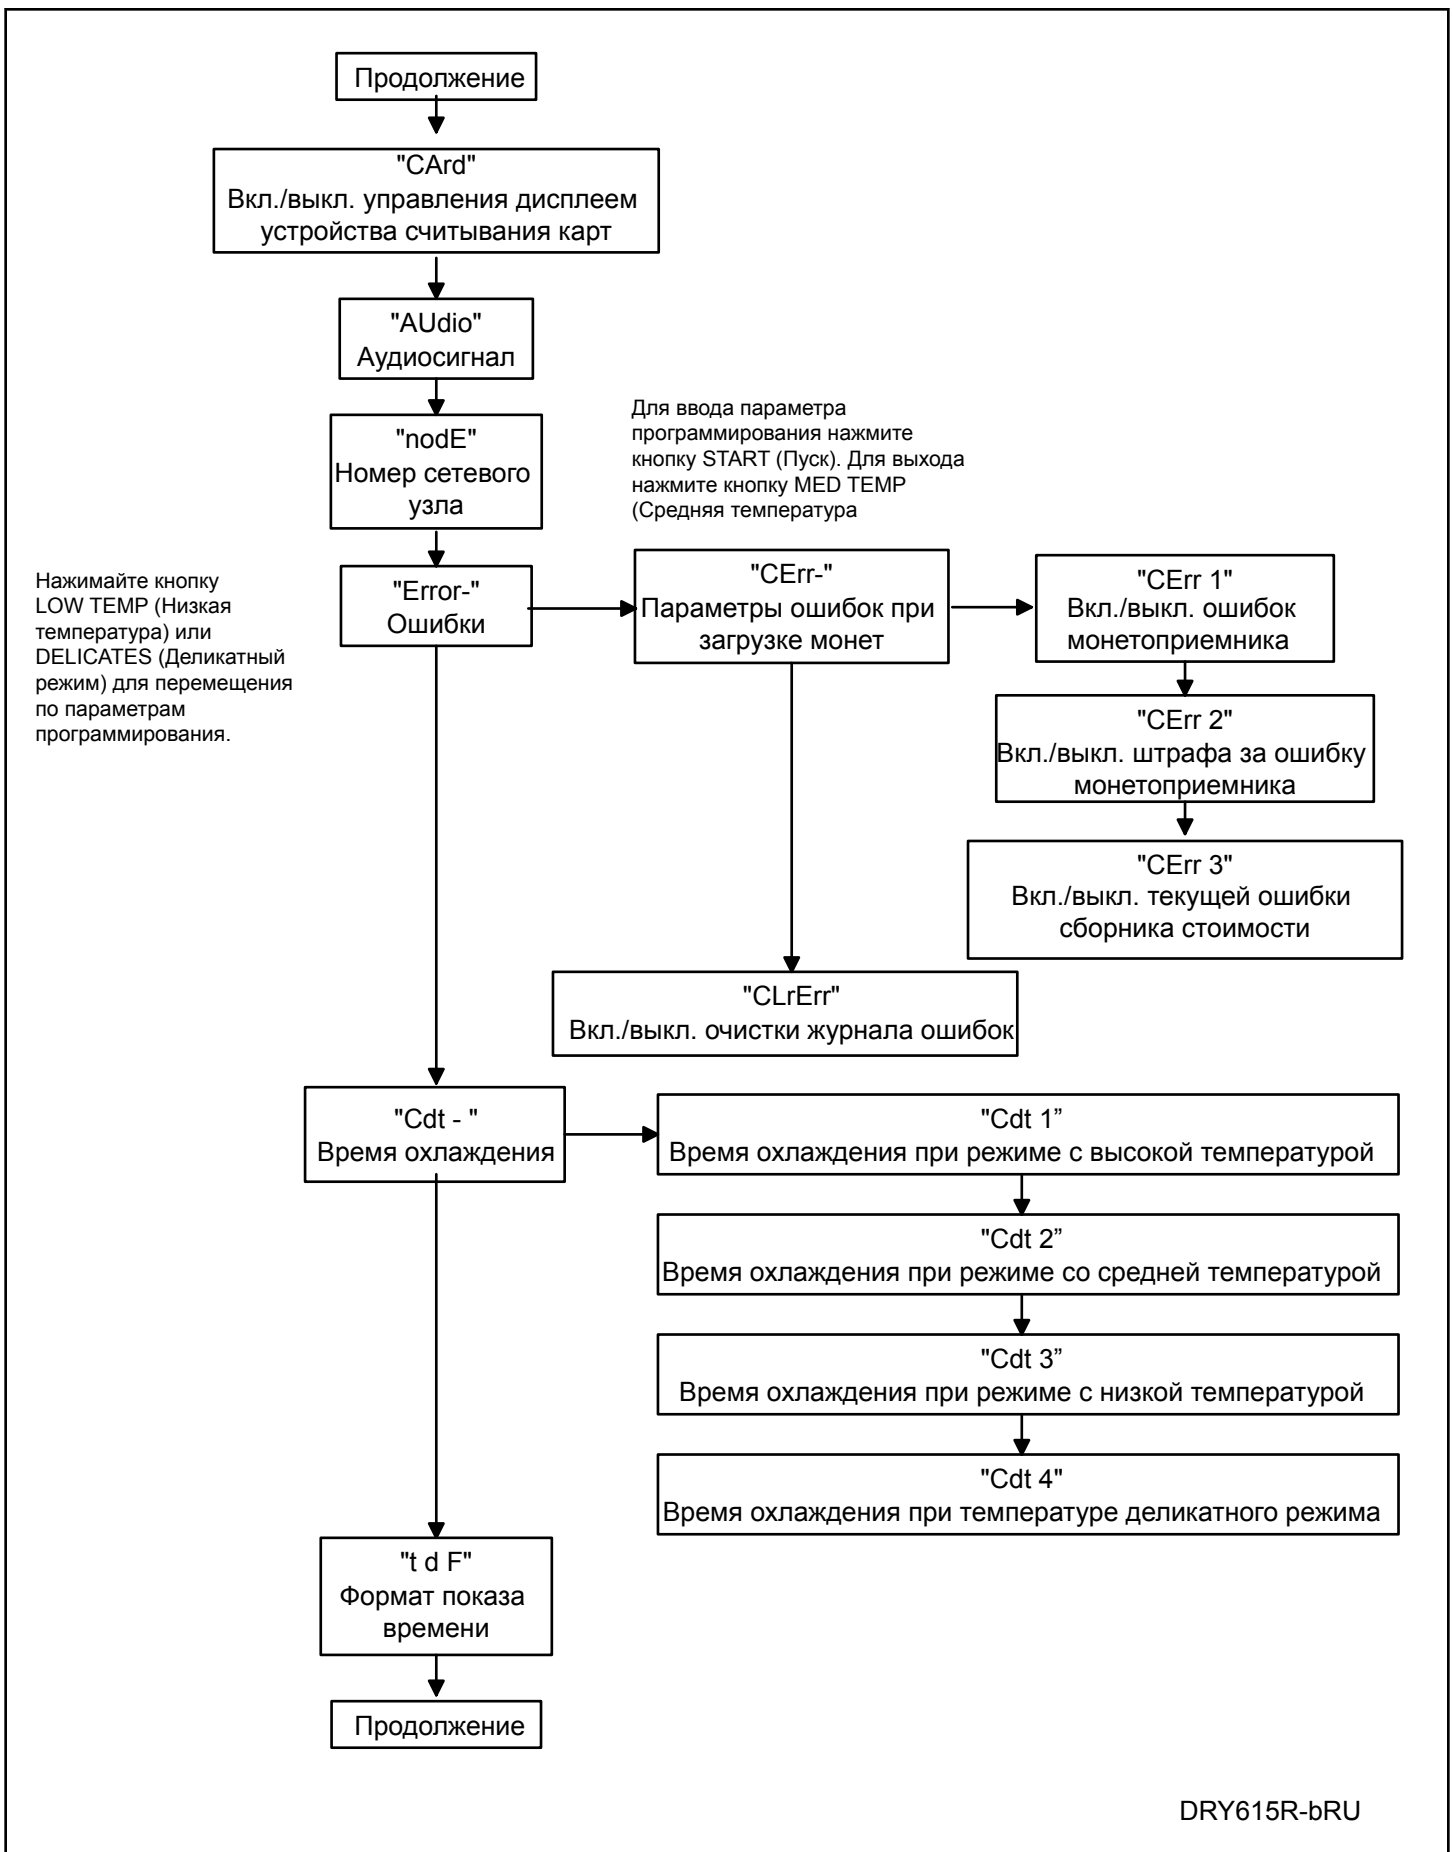 Продолжение
"CArd"
Вкл./выкл. управления дисплеем
устройства считывания карт
"AUdio"
Аудиосигнал
"nodE"
Номер сетевого
узла
Для ввода параметра
программирования нажмите
кнопку START (Пуск). Для выхода
нажмите кнопку MED TEMP
(Средняя температура
Нажимайте кнопку
LOW TEMP (Низкая
температура) или
DELICATES (Деликатный
режим) для перемещения
по параметрам
программирования.
"Error-"
Ошибки
"CErr-"
Параметры ошибок при
загрузке монет
"CErr 1"
Вкл./выкл. ошибок
монетоприемника
"CErr 2"
Вкл./выкл. штрафа за ошибку
монетоприемника
"CErr 3"
Вкл./выкл. текущей ошибки
сборника стоимости
"CLrErr"
Вкл./выкл. очистки журнала ошибок
"Cdt - "
Время охлаждения
"Cdt 1”
Время охлаждения при режиме с высокой температурой
"Cdt 2”
Время охлаждения при режиме со средней температурой
"Cdt 3”
Время охлаждения при режиме с низкой температурой
"Cdt 4"
Время охлаждения при температуре деликатного режима
"t d F"
Формат показа
времени
Продолжение
DRY615R-bRU